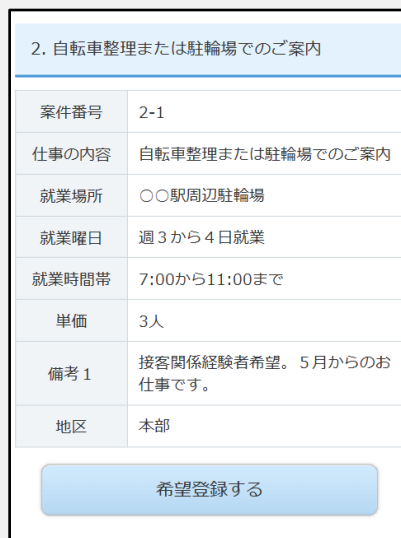 2. 自転車整理または駐輪場でのご案内
案件番号 2-1
仕事の内容 自転車整理または駐輪場でのご案内
就業場所 〇〇駅周辺駐輪場
就業曜日 週３から４日就業
就業時間帯 7:00から11:00まで
単価 3人
備考１ 接客関係経験者希望。５月からのお
仕事です。
地区 本部
希望登録する